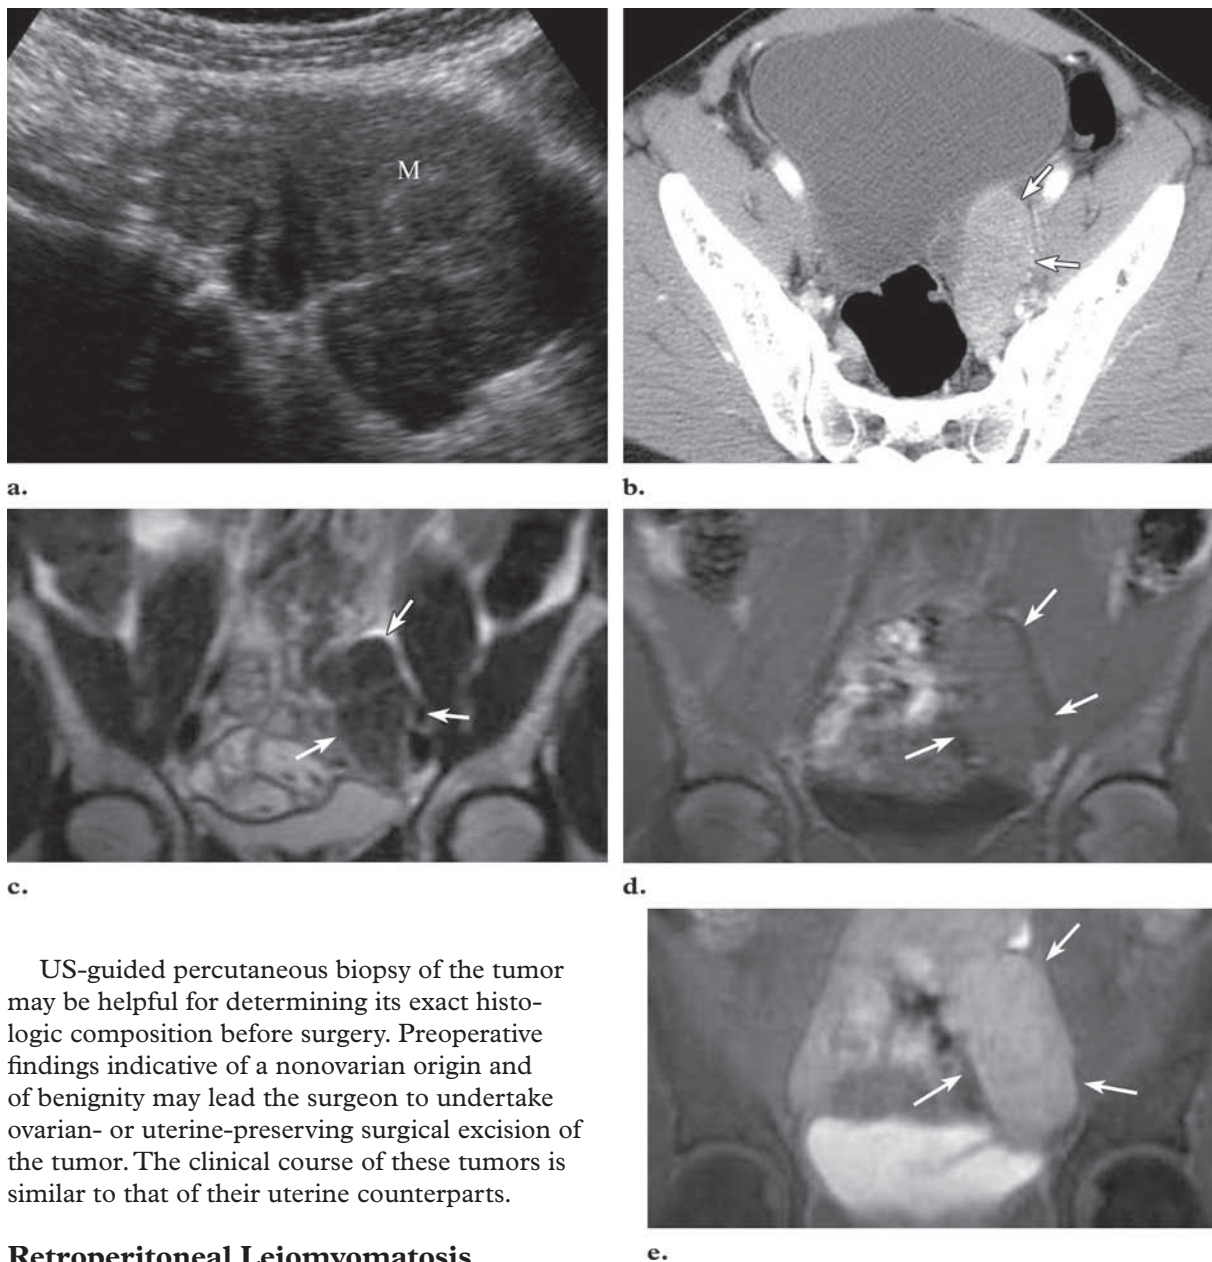 M
a.
b.
c.
d.
US-guided percutaneous biopsy of the tumor
may be helpful for determining its exact histo-
logic composition before surgery. Preoperative
findings indicative of a nonovarian origin and
of benignity may lead the surgeon to undertake
ovarian- or uterine-preserving surgical excision of
the tumor. The clinical course of these tumors is
similar to that of their uterine counterparts.
Retroperitoneal Leiomyomatosis
e.